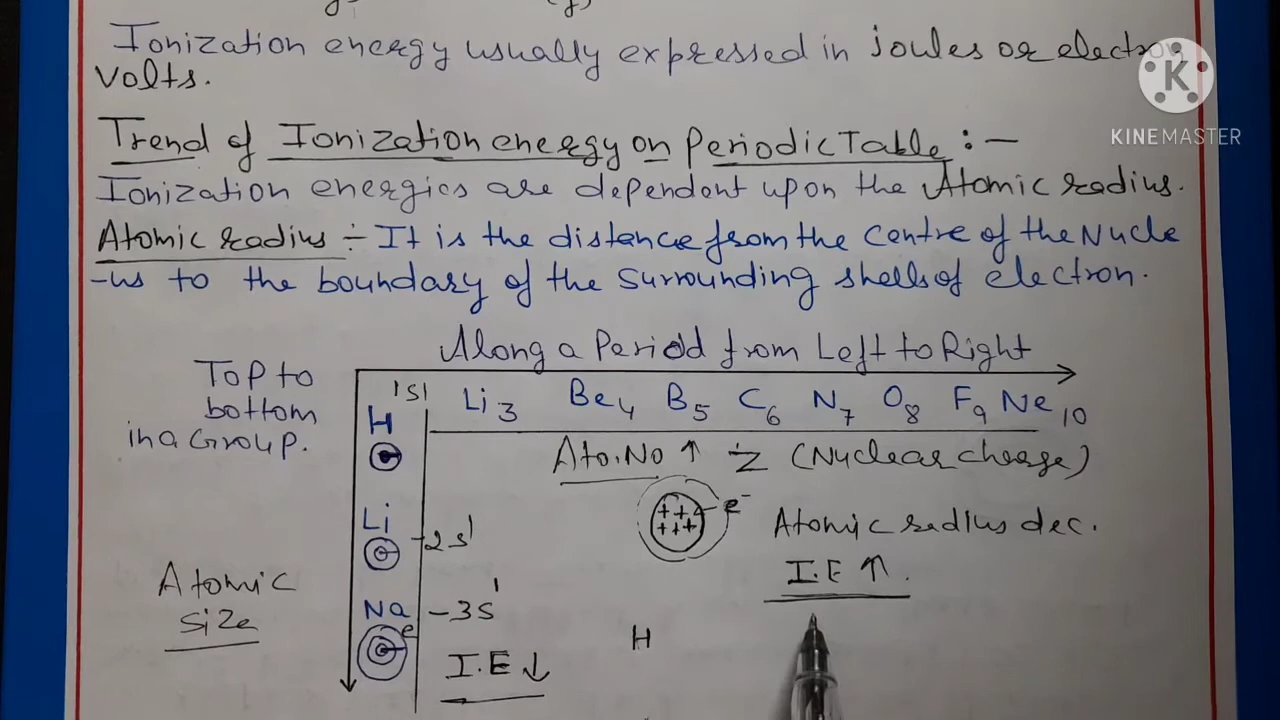 Ionization energy usually expressed in joules or electron
volts.
K
KINEMASTER
Trend of Ionization energy on Periodic Table :-
Ionization energies are dependent upon the Atomic radius.
Atomic radius ÷ It is the distance from the centre of the Nucle
-us to the boundary of the surrounding shells of electron.
Along a Period from Left to Right
Top to
bottom
in a Group.
1s1
H
Li3 Be4 B5 C6 N7 O8 F9 Ne10
Ato.No ↑ ÷ Z (Nuclear charge)
++ e-
+++
Atomic radius dec.
I.E ↑.
Li -2s1
Atomic
size
Na -3s1
e
H
I.E ↓